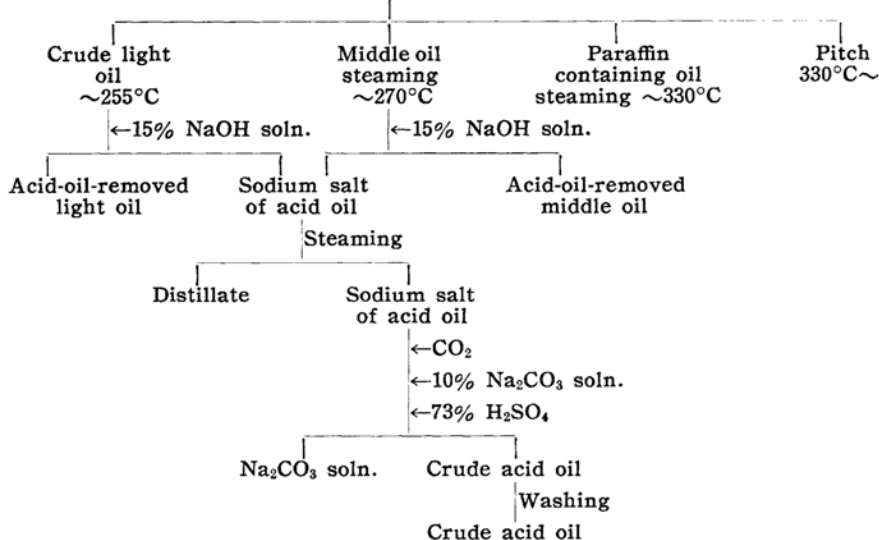 Crude light
oil
~255°C
Middle oil
steaming
~270°C
Paraffin
containing oil
steaming ~330°C
Pitch
330°C~
←15% NaOH soln.
←15% NaOH soln.
Acid-oil-removed
light oil
Sodium salt
of acid oil
Acid-oil-removed
middle oil
Steaming
Distillate
Sodium salt
of acid oil
←CO₂
←10% Na₂CO₃ soln.
←73% H₂SO₄
Na₂CO₃ soln.
Crude acid oil
Washing
Crude acid oil